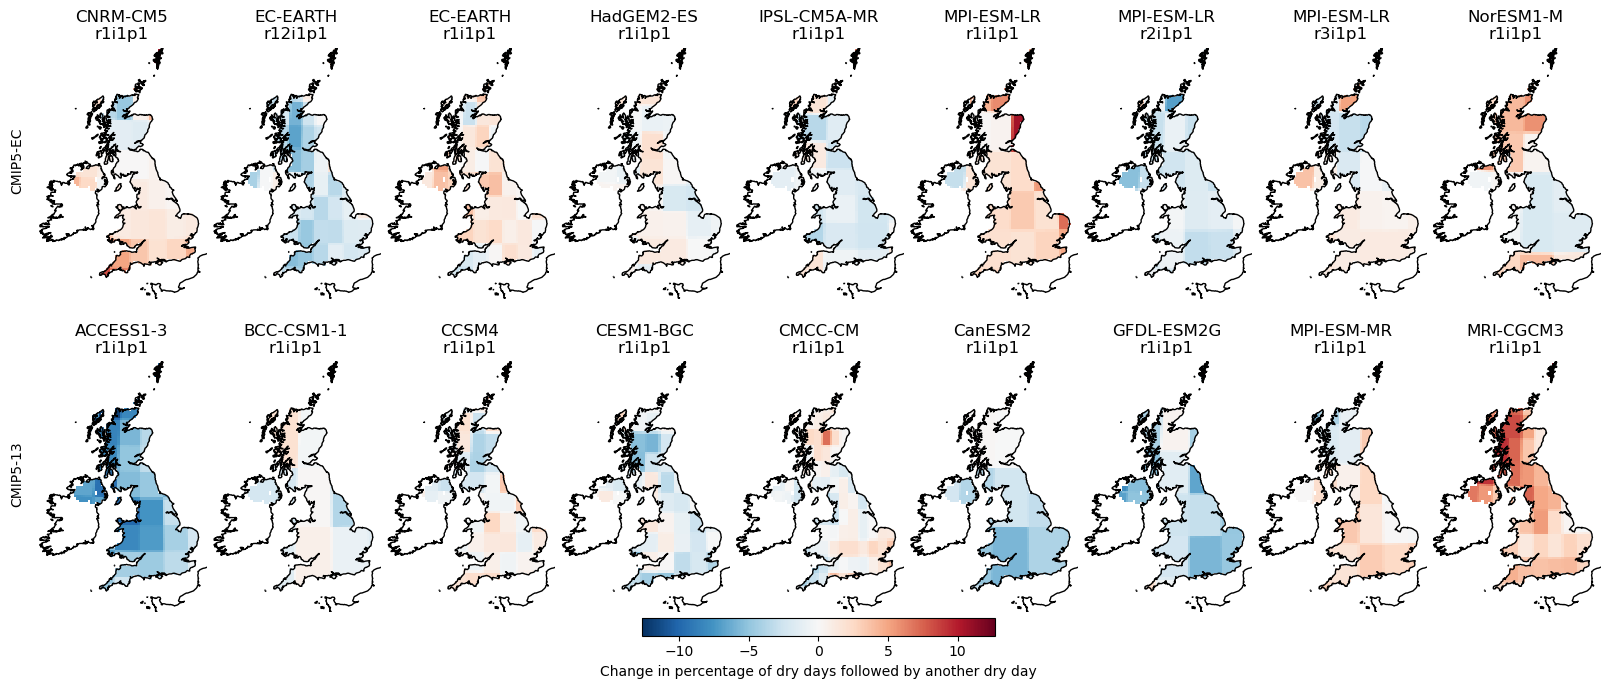 CNRM-CM5 EC-EARTH EC-EARTH HadGEM2-ES IPSL-CM5A-MR MPI-ESM-LR MPI-ESM-LR MPI-ESM-LR NorESM1-M
r1i1p1 r12i1p1 r1i1p1 r1i1p1 r1i1p1 r1i1p1 r2i1p1 r3i1p1 r1i1p1
CMIP5-EC
ACCESS1-3 BCC-CSM1-1 CCSM4 CESM1-BGC CMCC-CM CanESM2 GFDL-ESM2G MPI-ESM-MR MRI-CGCM3
r1i1p1 r1i1p1 r1i1p1 r1i1p1 r1i1p1 r1i1p1 r1i1p1 r1i1p1 r1i1p1
CMIP5-13
−10 −5 0 5 10
Change in percentage of dry days followed by another dry day